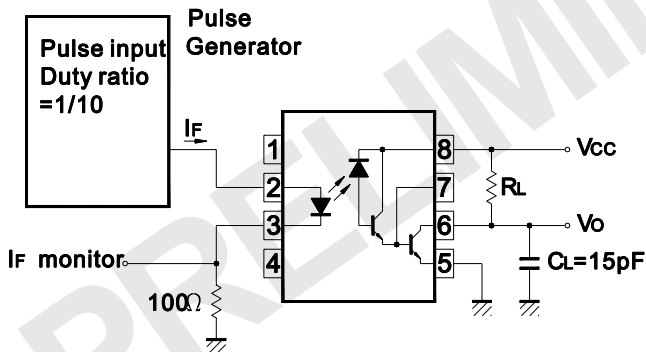 Pulse
Generator
Pulse input
Duty ratio
=1/10
IF
1
2
3
4
8
7
6
5
VCC
RL
VO
CL=15pF
IF monitor
100Ω
PRELIMI